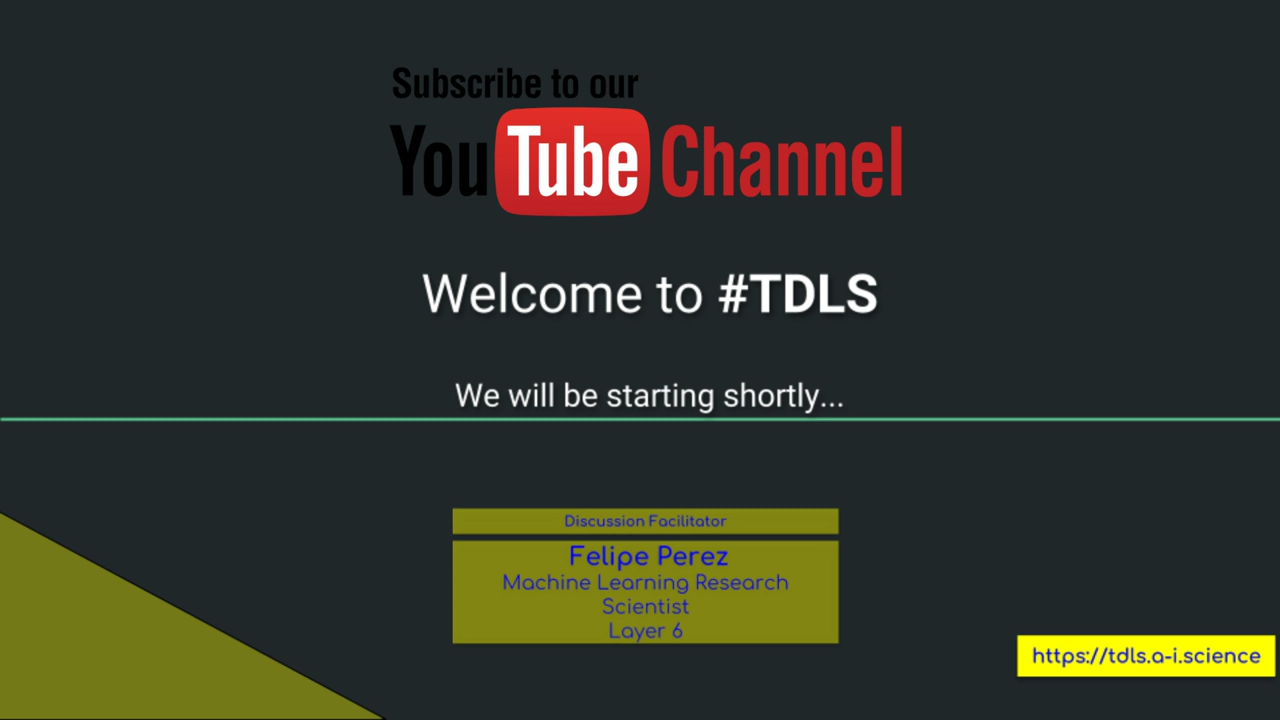 Subscribe to our
YouTube Channel
Welcome to #TDLS
We will be starting shortly...
Discussion Facilitator
Felipe Perez
Machine Learning Research
Scientist
Layer 6
https://tdls.a-i.science